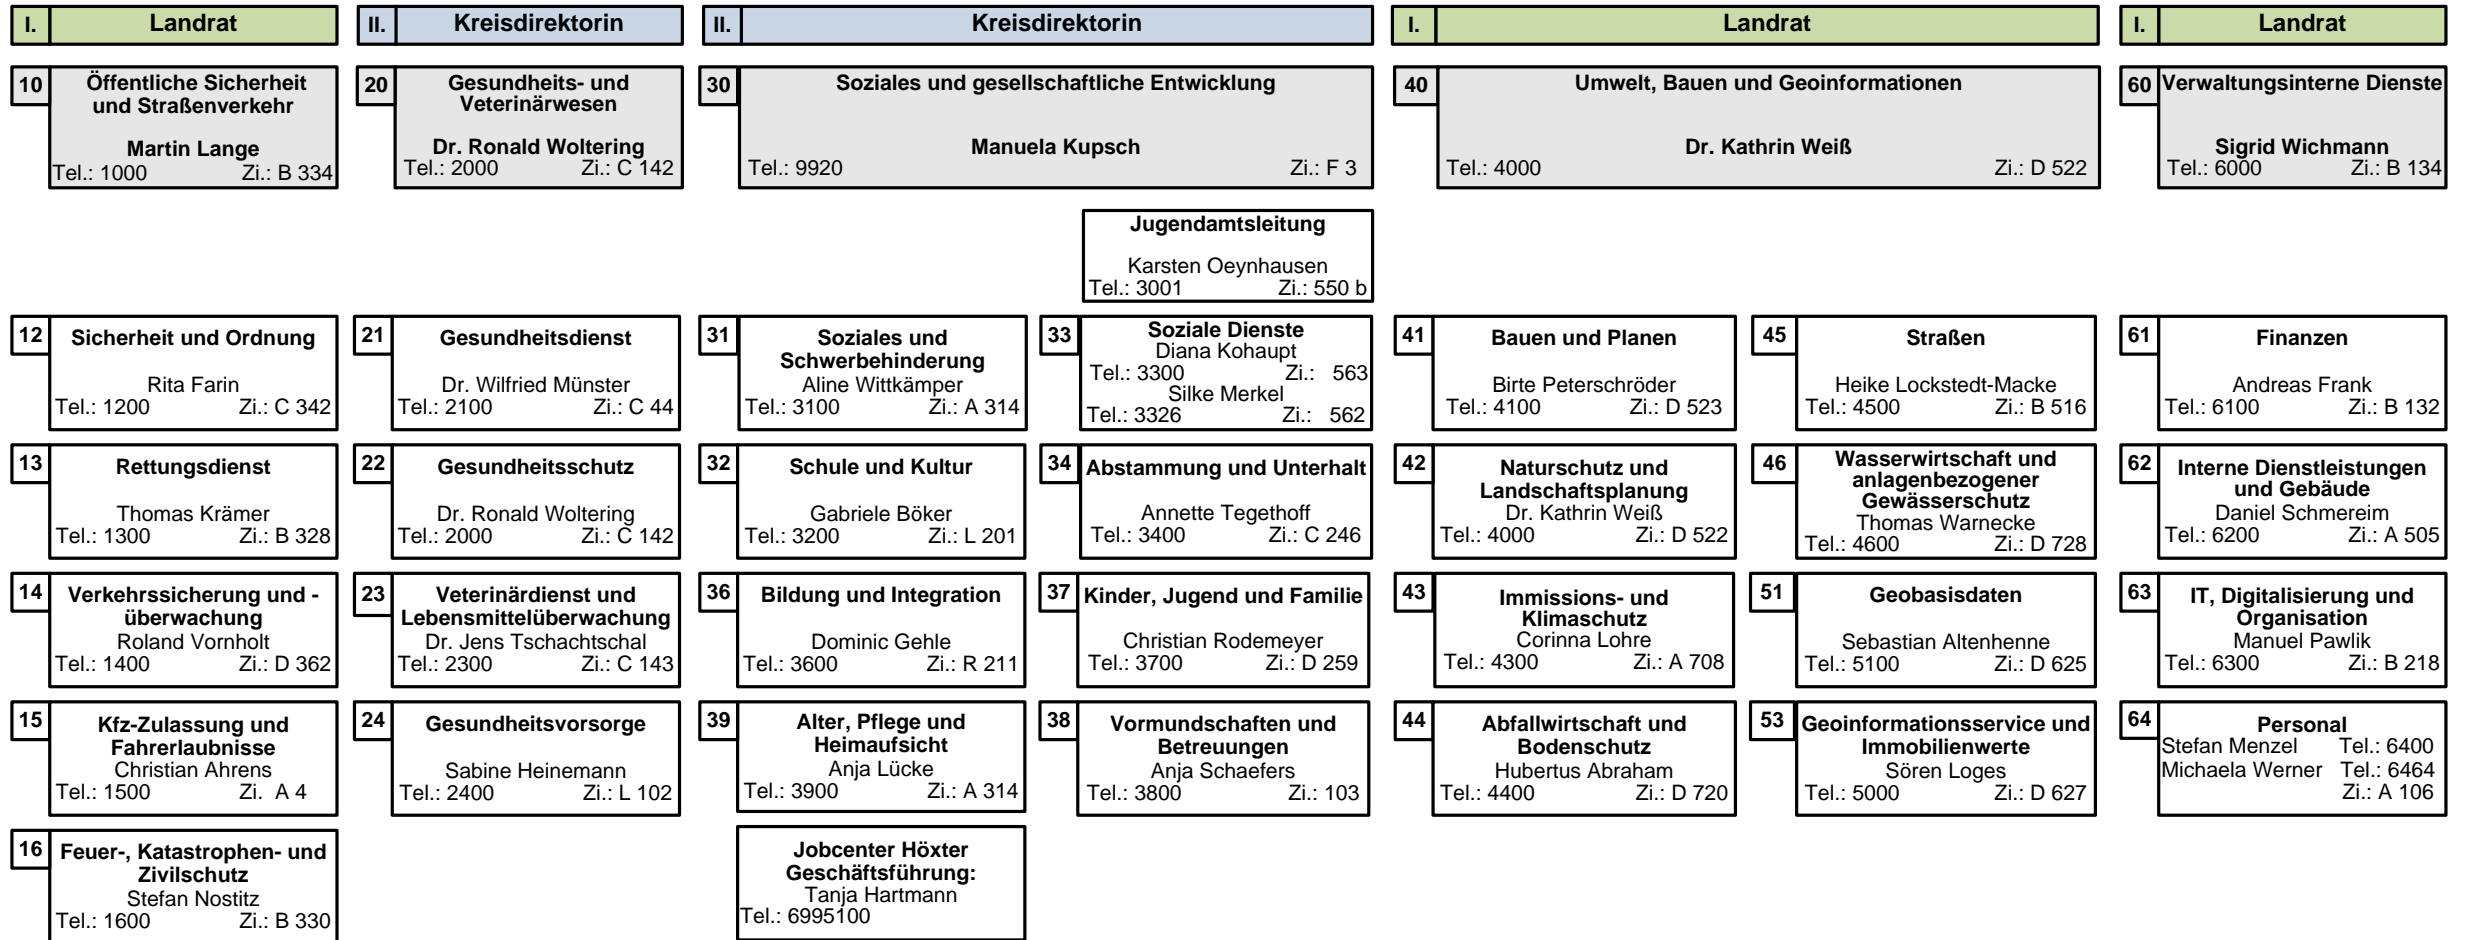 I.
Landrat
II.
Kreisdirektorin
II.
Kreisdirektorin
I.
Landrat
I.
Landrat
10
Öffentliche Sicherheit
und Straßenverkehr
Martin Lange
Tel.: 1000 Zi.: B 334
20
Gesundheits- und
Veterinärwesen
Dr. Ronald Woltering
Tel.: 2000 Zi.: C 142
30
Soziales und gesellschaftliche Entwicklung
Manuela Kupsch
Tel.: 9920 Zi.: F 3
40
Umwelt, Bauen und Geoinformationen
Dr. Kathrin Weiß
Tel.: 4000 Zi.: D 522
60
Verwaltungsinterne Dienste
Sigrid Wichmann
Tel.: 6000 Zi.: B 134
Jugendamtsleitung
Karsten Oeynhausen
Tel.: 3001 Zi.: 550 b
12
Sicherheit und Ordnung
Rita Farin
Tel.: 1200 Zi.: C 342
21
Gesundheitsdienst
Dr. Wilfried Münster
Tel.: 2100 Zi.: C 44
31
Soziales und
Schwerbehinderung
Aline Wittkämper
Tel.: 3100 Zi.: A 314
33
Soziale Dienste
Diana Kohaupt
Tel.: 3300 Zi.: 563
Silke Merkel
Tel.: 3326 Zi.: 562
41
Bauen und Planen
Birte Peterschröder
Tel.: 4100 Zi.: D 523
45
Straßen
Heike Lockstedt-Macke
Tel.: 4500 Zi.: B 516
61
Finanzen
Andreas Frank
Tel.: 6100 Zi.: B 132
13
Rettungsdienst
Thomas Krämer
Tel.: 1300 Zi.: B 328
22
Gesundheitsschutz
Dr. Ronald Woltering
Tel.: 2000 Zi.: C 142
32
Schule und Kultur
Gabriele Böker
Tel.: 3200 Zi.: L 201
34
Abstammung und Unterhalt
Annette Tegethoff
Tel.: 3400 Zi.: C 246
42
Naturschutz und
Landschaftsplanung
Dr. Kathrin Weiß
Tel.: 4000 Zi.: D 522
46
Wasserwirtschaft und
anlagenbezogener
Gewässerschutz
Thomas Warnecke
Tel.: 4600 Zi.: D 728
62
Interne Dienstleistungen
und Gebäude
Daniel Schmereim
Tel.: 6200 Zi.: A 505
14
Verkehrssicherung und -
überwachung
Roland Vornholt
Tel.: 1400 Zi.: D 362
23
Veterinärdienst und
Lebensmittelüberwachung
Dr. Jens Tschachtschal
Tel.: 2300 Zi.: C 143
36
Bildung und Integration
Dominic Gehle
Tel.: 3600 Zi.: R 211
37
Kinder, Jugend und Familie
Christian Rodemeyer
Tel.: 3700 Zi.: D 259
43
Immissions- und
Klimaschutz
Corinna Lohre
Tel.: 4300 Zi.: A 708
51
Geobasisdaten
Sebastian Altenhenne
Tel.: 5100 Zi.: D 625
63
IT, Digitalisierung und
Organisation
Manuel Pawlik
Tel.: 6300 Zi.: B 218
15
Kfz-Zulassung und
Fahrerlaubnisse
Christian Ahrens
Tel.: 1500 Zi. A 4
24
Gesundheitsvorsorge
Sabine Heinemann
Tel.: 2400 Zi.: L 102
39
Alter, Pflege und
Heimaufsicht
Anja Lücke
Tel.: 3900 Zi.: A 314
38
Vormundschaften und
Betreuungen
Anja Schaefers
Tel.: 3800 Zi.: 103
44
Abfallwirtschaft und
Bodenschutz
Hubertus Abraham
Tel.: 4400 Zi.: D 720
53
Geoinformationsservice und
Immobilienwerte
Sören Loges
Tel.: 5000 Zi.: D 627
64
Personal
Stefan Menzel Tel.: 6400
Michaela Werner Tel.: 6464
Zi.: A 106
16
Feuer-, Katastrophen- und
Zivilschutz
Stefan Nostitz
Tel.: 1600 Zi.: B 330
Jobcenter Höxter
Geschäftsführung:
Tanja Hartmann
Tel.: 6995100